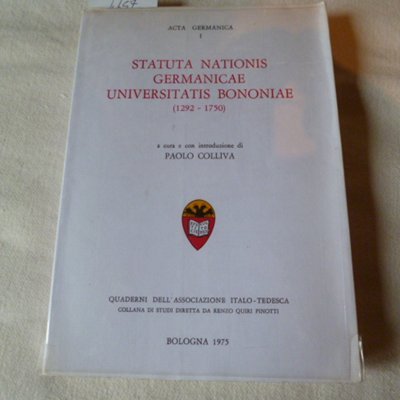 ACTA GERMANICA
I
STATUTA NATIONIS
GERMANICAE
UNIVERSITATIS BONONIAE
(1292 - 1750)
a cura e con introduzione di
PAOLO COLLIVA
QUADERNI DELL'ASSOCIAZIONE ITALO-TEDESCA
COLLANA DI STUDI DIRETTA DA RENZO QUIRI PINOTTI
BOLOGNA 1975